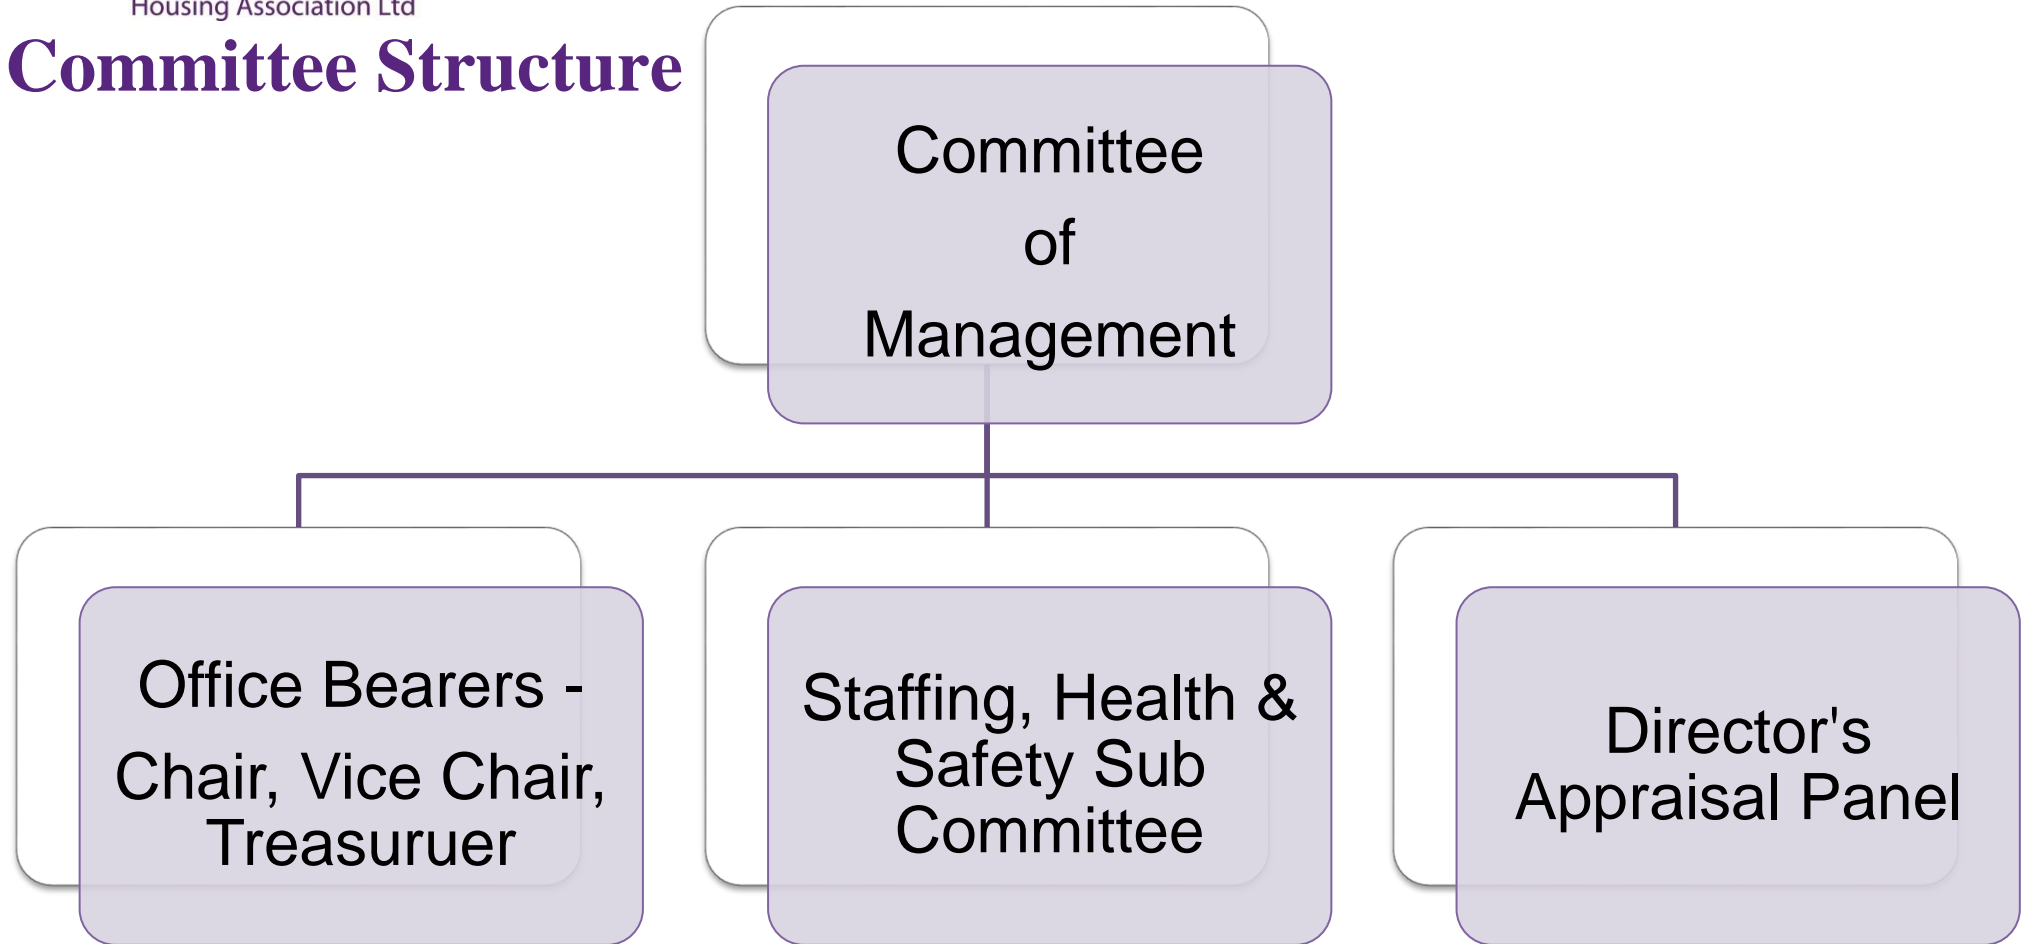 Housing Association Ltd
Committee Structure
Committee
of
Management
Office Bearers -
Chair, Vice Chair,
Treasuruer
Staffing, Health &
Safety Sub
Committee
Director's
Appraisal Panel